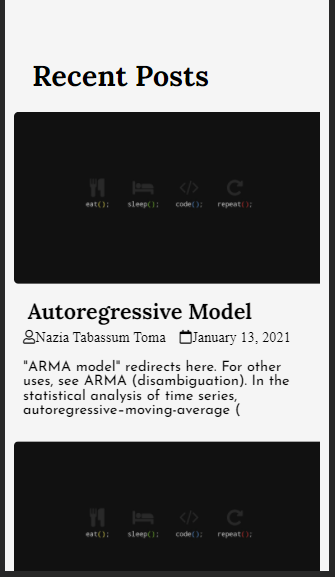 Recent Posts
eat(); sleep(); code(); repeat();
Autoregressive Model
Nazia Tabassum Toma January 13, 2021
"ARMA model" redirects here. For other
uses, see ARMA (disambiguation). In the
statistical analysis of time series,
autoregressive–moving-average (
eat(); sleep(); code(); repeat();